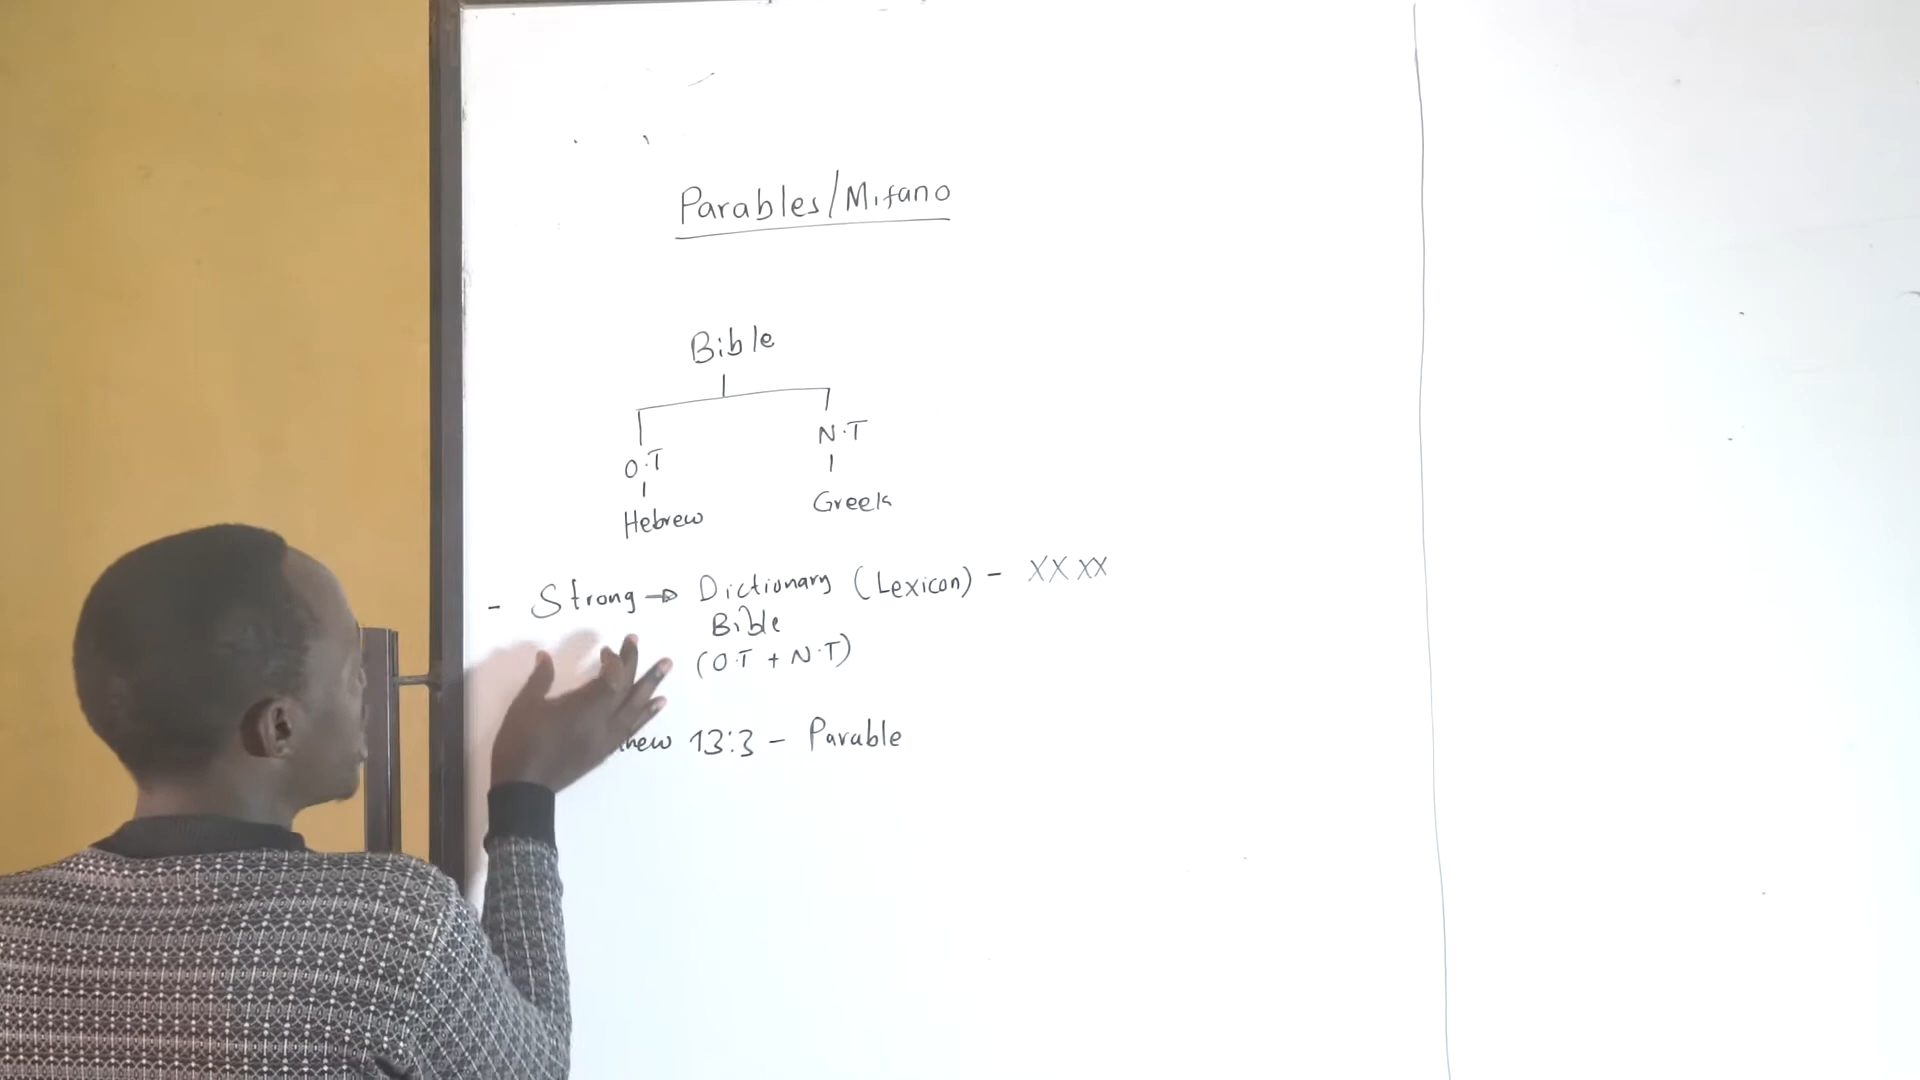 Parables/Mifano
Bible
O.T N.T
Hebrew Greek
- Strong → Dictionary (Lexicon) - XXXX
Bible
(O.T + N.T)
13:3 - Parable